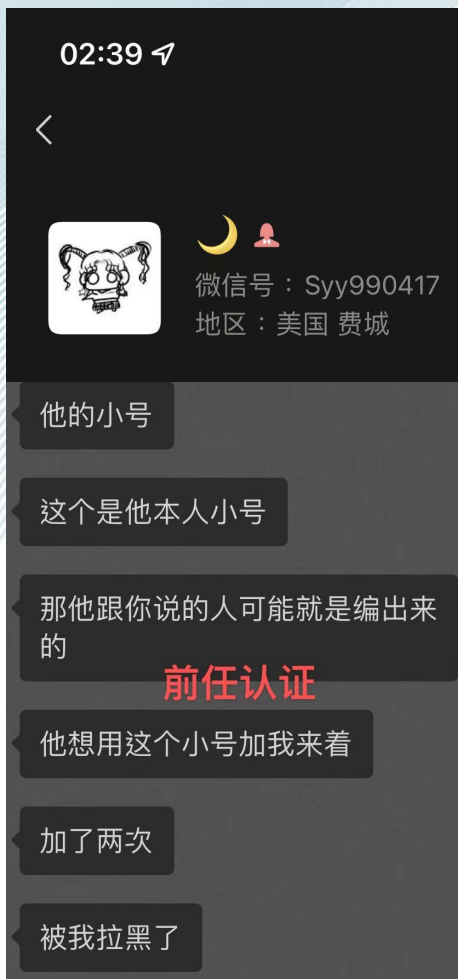 02:39
微信号：Syy990417
地区：美国 费城
他的小号
这个是他本人小号
那他跟你说的人可能就是编出来
的
前任认证
他想用这个小号加我来着
加了两次
被我拉黑了